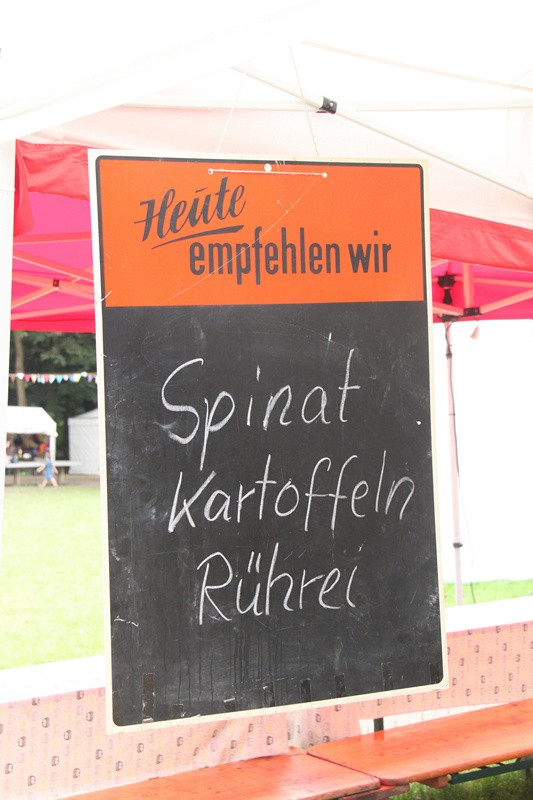 Heute
empfehlen wir
Spinat
Kartoffeln
Rührei